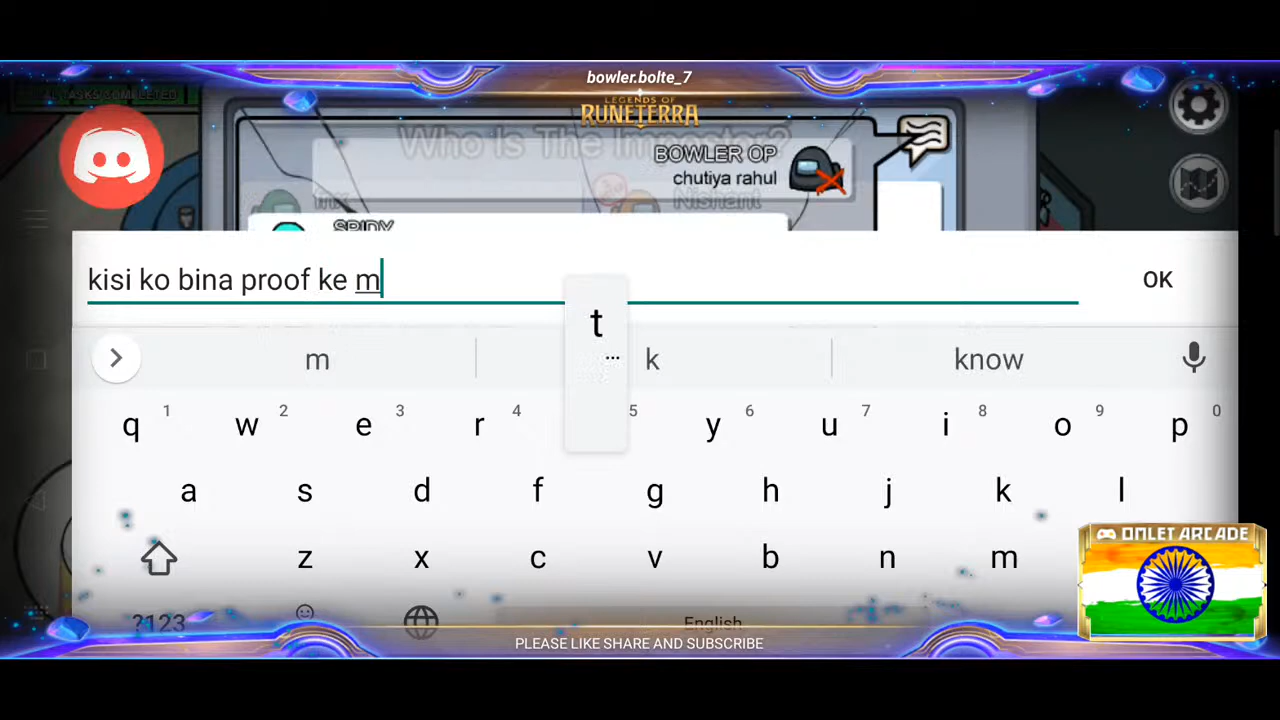 bowler.bolte_7
LEGENDS OF
RUNETERRA
TASKS COMPLETED
Who Is The Impostor?
BOWLER OP
chutiya rahul
Nishant
SPIDY
kisi ko bina proof ke m
OK
t
...
m
k
know
q 1 w 2 e 3 r 4 5 y 6 u 7 i 8 o 9 p 0
a s d f g h j k l
z x c v b n m
?123
English
OMLET ARCADE
PLEASE LIKE SHARE AND SUBSCRIBE